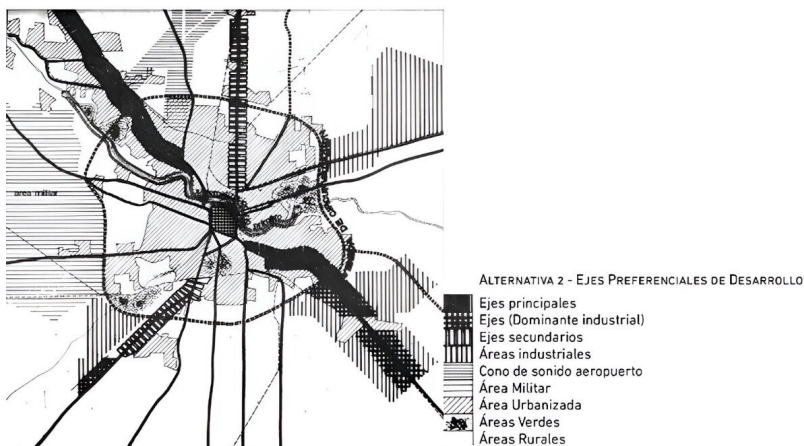 área militar
ALTERNATIVA 2 - EJES PREFERENCIALES DE DESARROLLO
Ejes principales
Ejes (Dominante industrial)
Ejes secundarios
Áreas industriales
Cono de sonido aeropuerto
Área Militar
Área Urbanizada
Áreas Verdes
Áreas Rurales